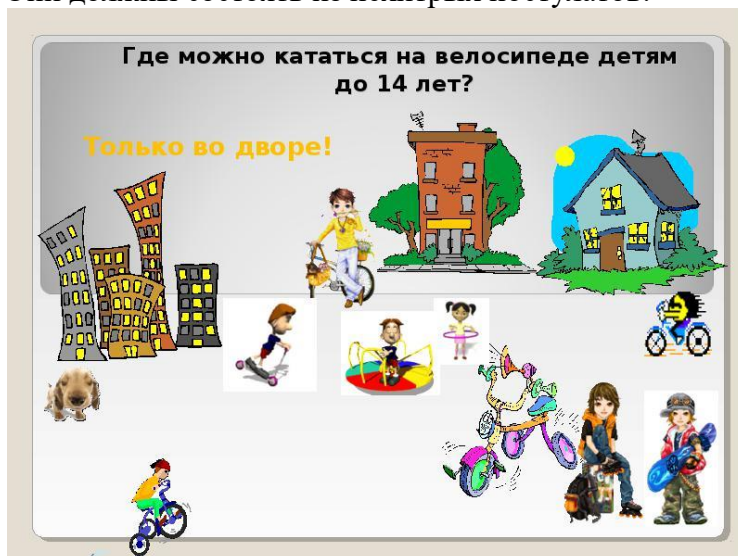 Где можно кататься на велосипеде детям
до 14 лет?
Только во дворе!